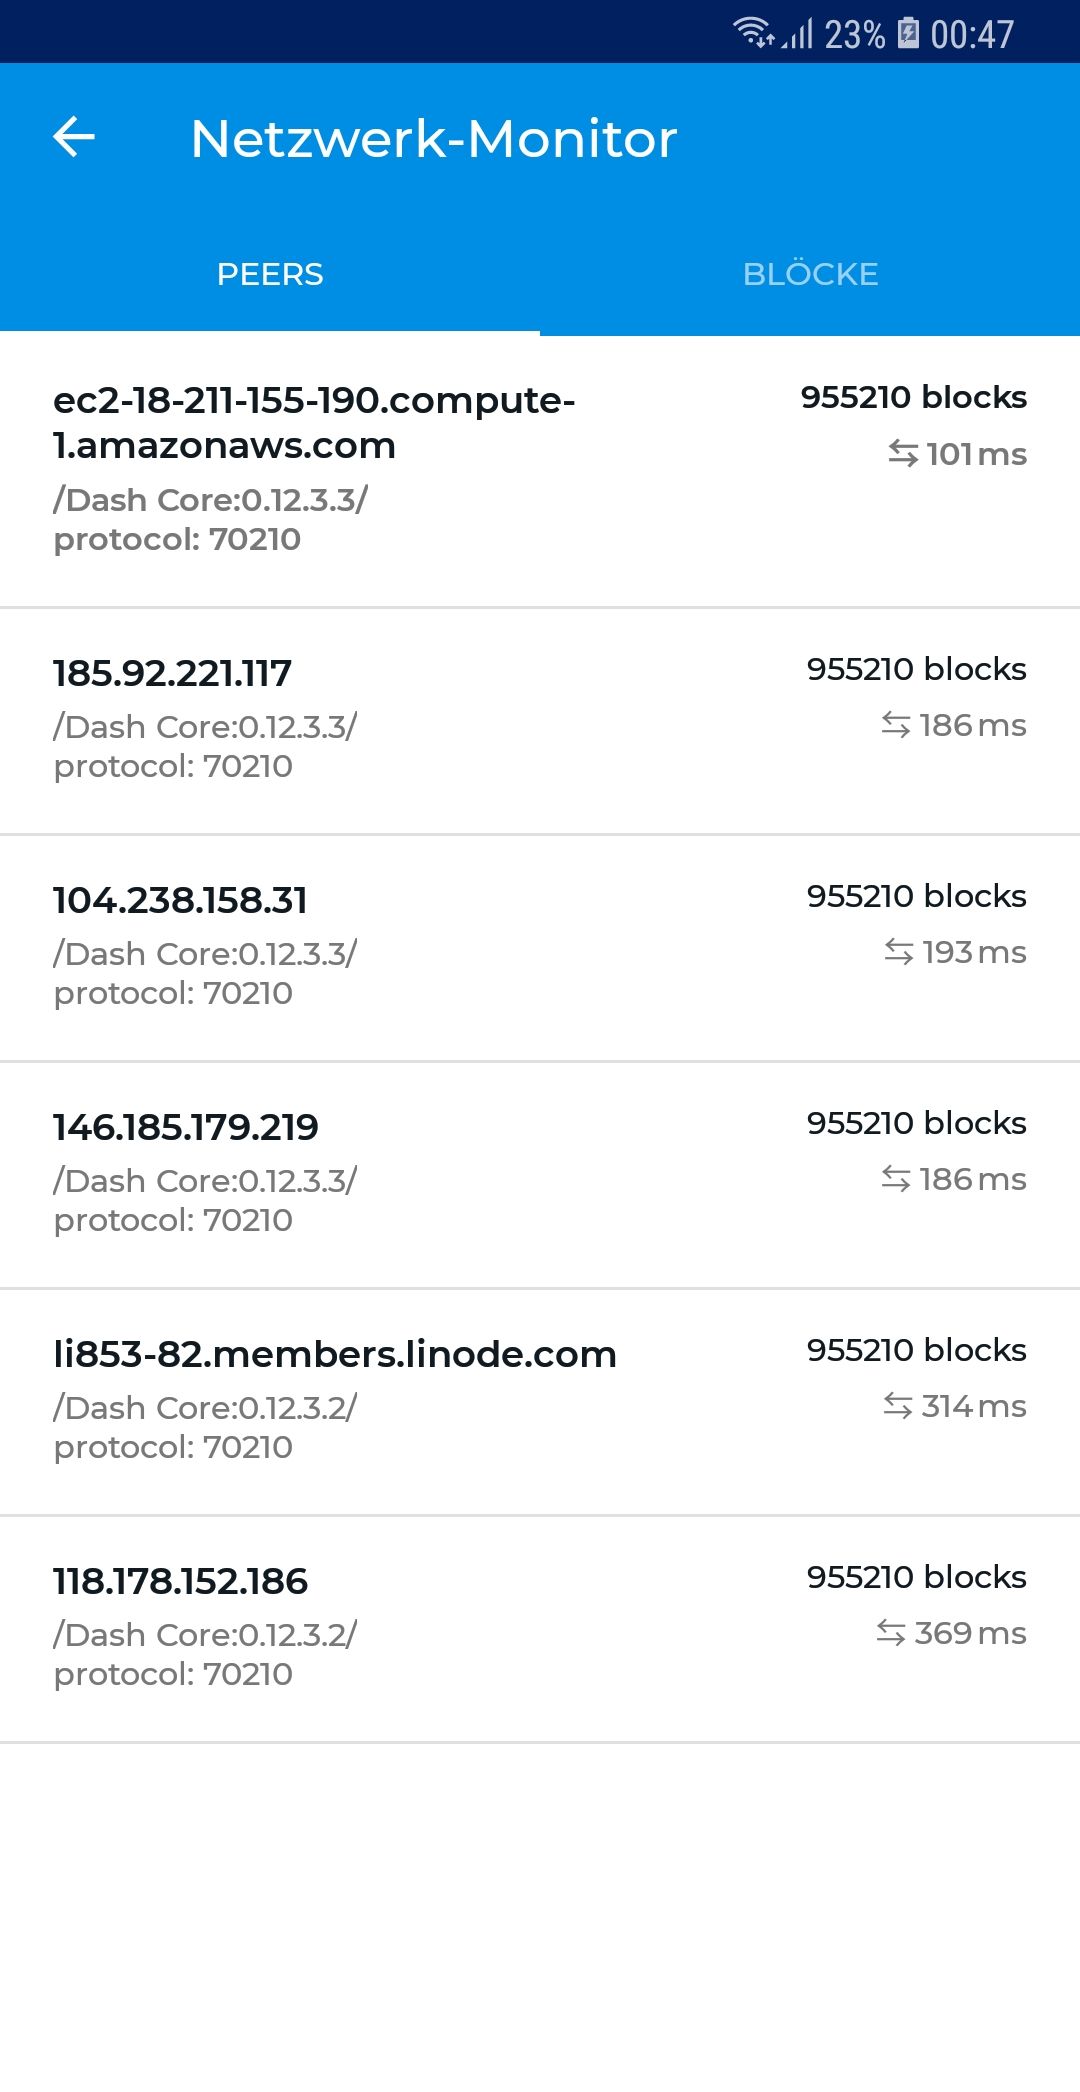 23% 00:47
Netzwerk-Monitor
PEERS BLÖCKE
ec2-18-211-155-190.compute- 955210 blocks
1.amazonaws.com 101 ms
/Dash Core:0.12.3.3/
protocol: 70210
185.92.221.117 955210 blocks
/Dash Core:0.12.3.3/ 186 ms
protocol: 70210
104.238.158.31 955210 blocks
/Dash Core:0.12.3.3/ 193 ms
protocol: 70210
146.185.179.219 955210 blocks
/Dash Core:0.12.3.3/ 186 ms
protocol: 70210
li853-82.members.linode.com 955210 blocks
/Dash Core:0.12.3.2/ 314 ms
protocol: 70210
118.178.152.186 955210 blocks
/Dash Core:0.12.3.2/ 369 ms
protocol: 70210